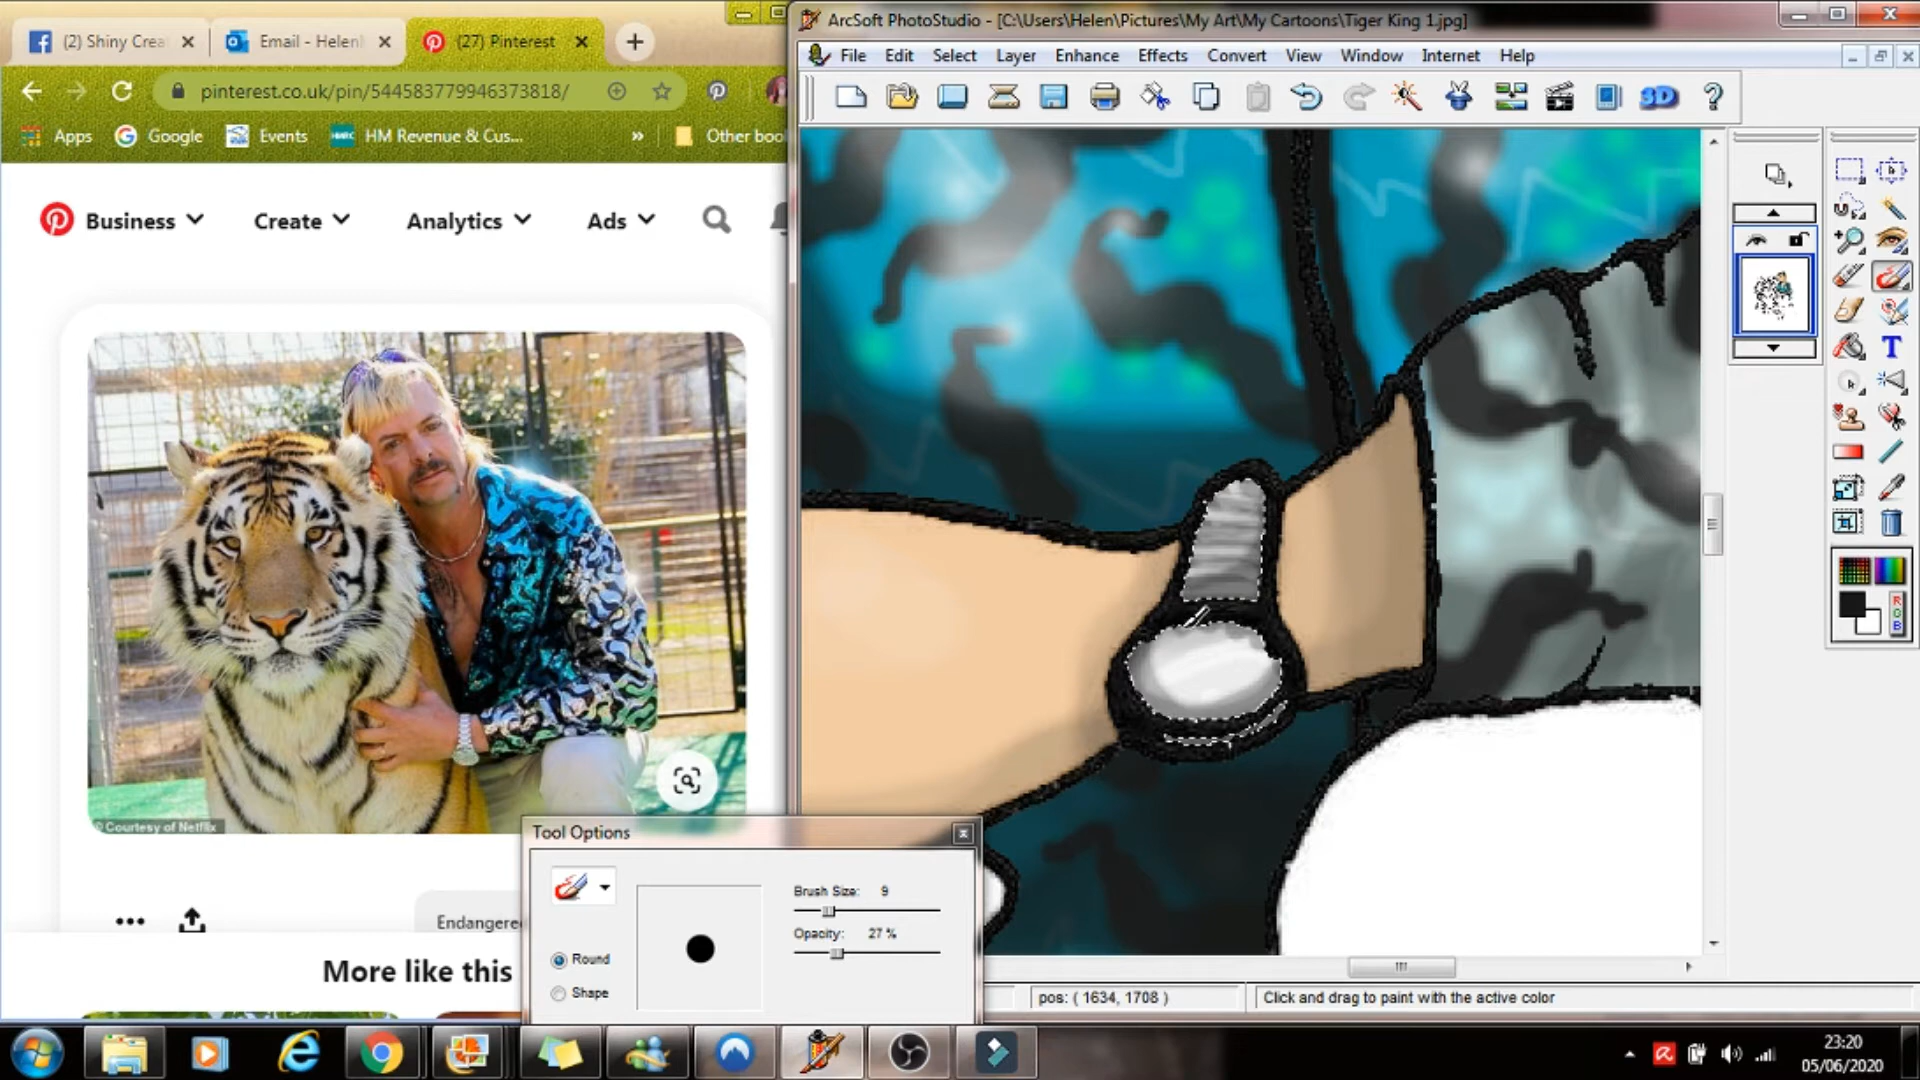 (2) Shiny Crea
Email - Helen
(27) Pinterest
pinterest.co.uk/pin/544583779946373818/
Apps
Google
Events
HM Revenue & Cus...
»
Other boo
Business
Create
Analytics
Ads
© Courtesy of Netflix
Endangere
More like this
ArcSoft PhotoStudio - [C:\Users\Helen\Pictures\My Art\My Cartoons\Tiger King 1.jpg]
File Edit Select Layer Enhance Effects Convert View Window Internet Help
3D
T
R
G
B
Tool Options
Brush Size: 9
Opacity: 27 %
Round
Shape
pos: ( 1634, 1708 )
Click and drag to paint with the active color
23:20
05/06/2020